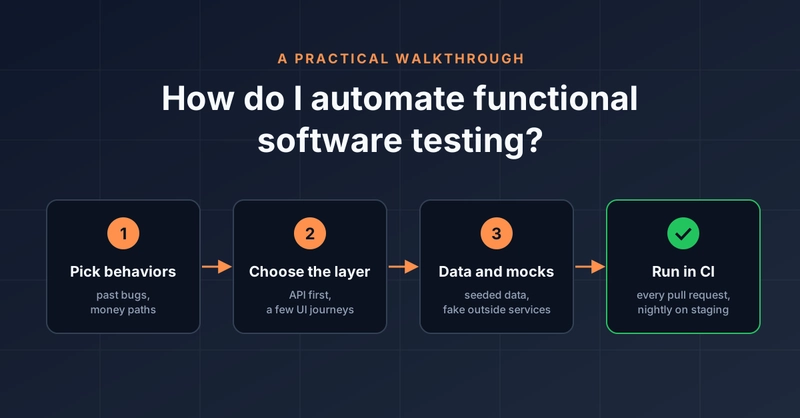 A PRACTICAL WALKTHROUGH
How do I automate functional
software testing?
1
Pick behaviors
past bugs,
money paths
2
Choose the layer
API first,
a few UI journeys
3
Data and mocks
seeded data,
fake outside services
Run in CI
every pull request,
nightly on staging